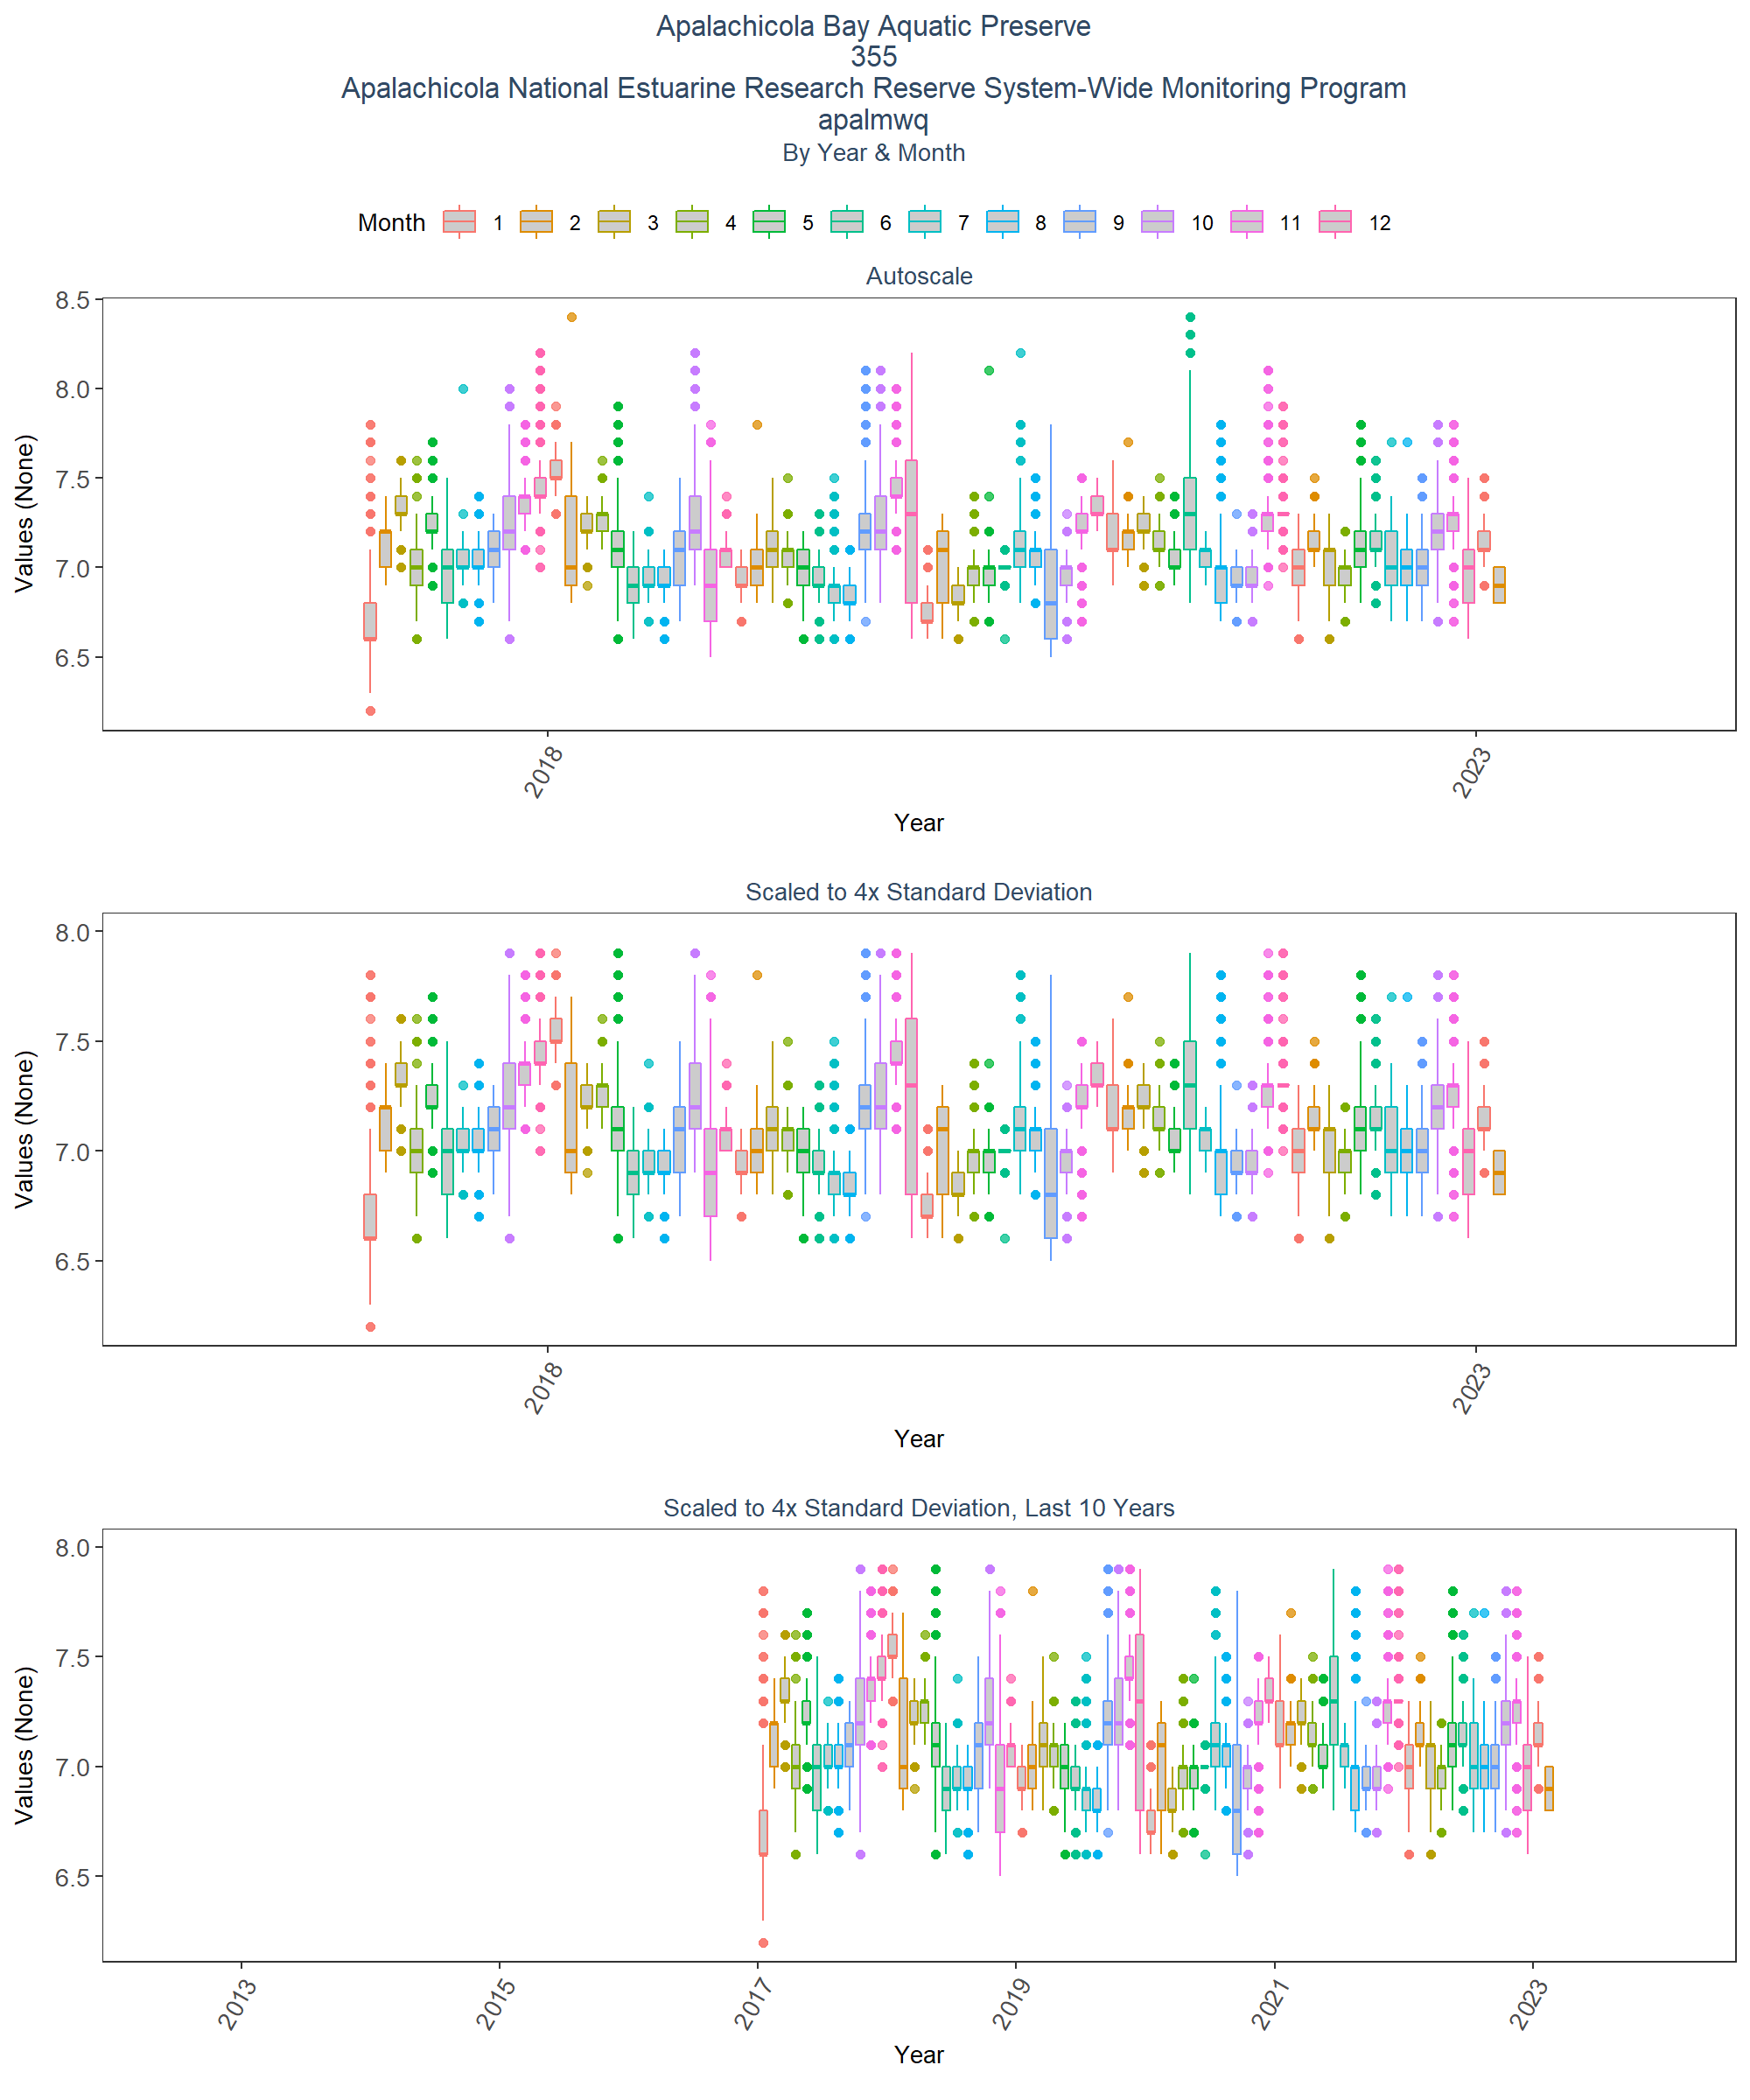 Apalachicola Bay Aquatic Preserve
355
Apalachicola National Estuarine Research Reserve System-Wide Monitoring Program
apalmwq
By Year & Month
Month 1 2 3 4 5 6 7 8 9 10 11 12
Autoscale
8.5
8.0
7.5
7.0
6.5
Values (None)
2018 2023
Year
Scaled to 4x Standard Deviation
8.0
7.5
7.0
6.5
Values (None)
2018 2023
Year
Scaled to 4x Standard Deviation, Last 10 Years
8.0
7.5
7.0
6.5
Values (None)
2013 2015 2017 2019 2021 2023
Year